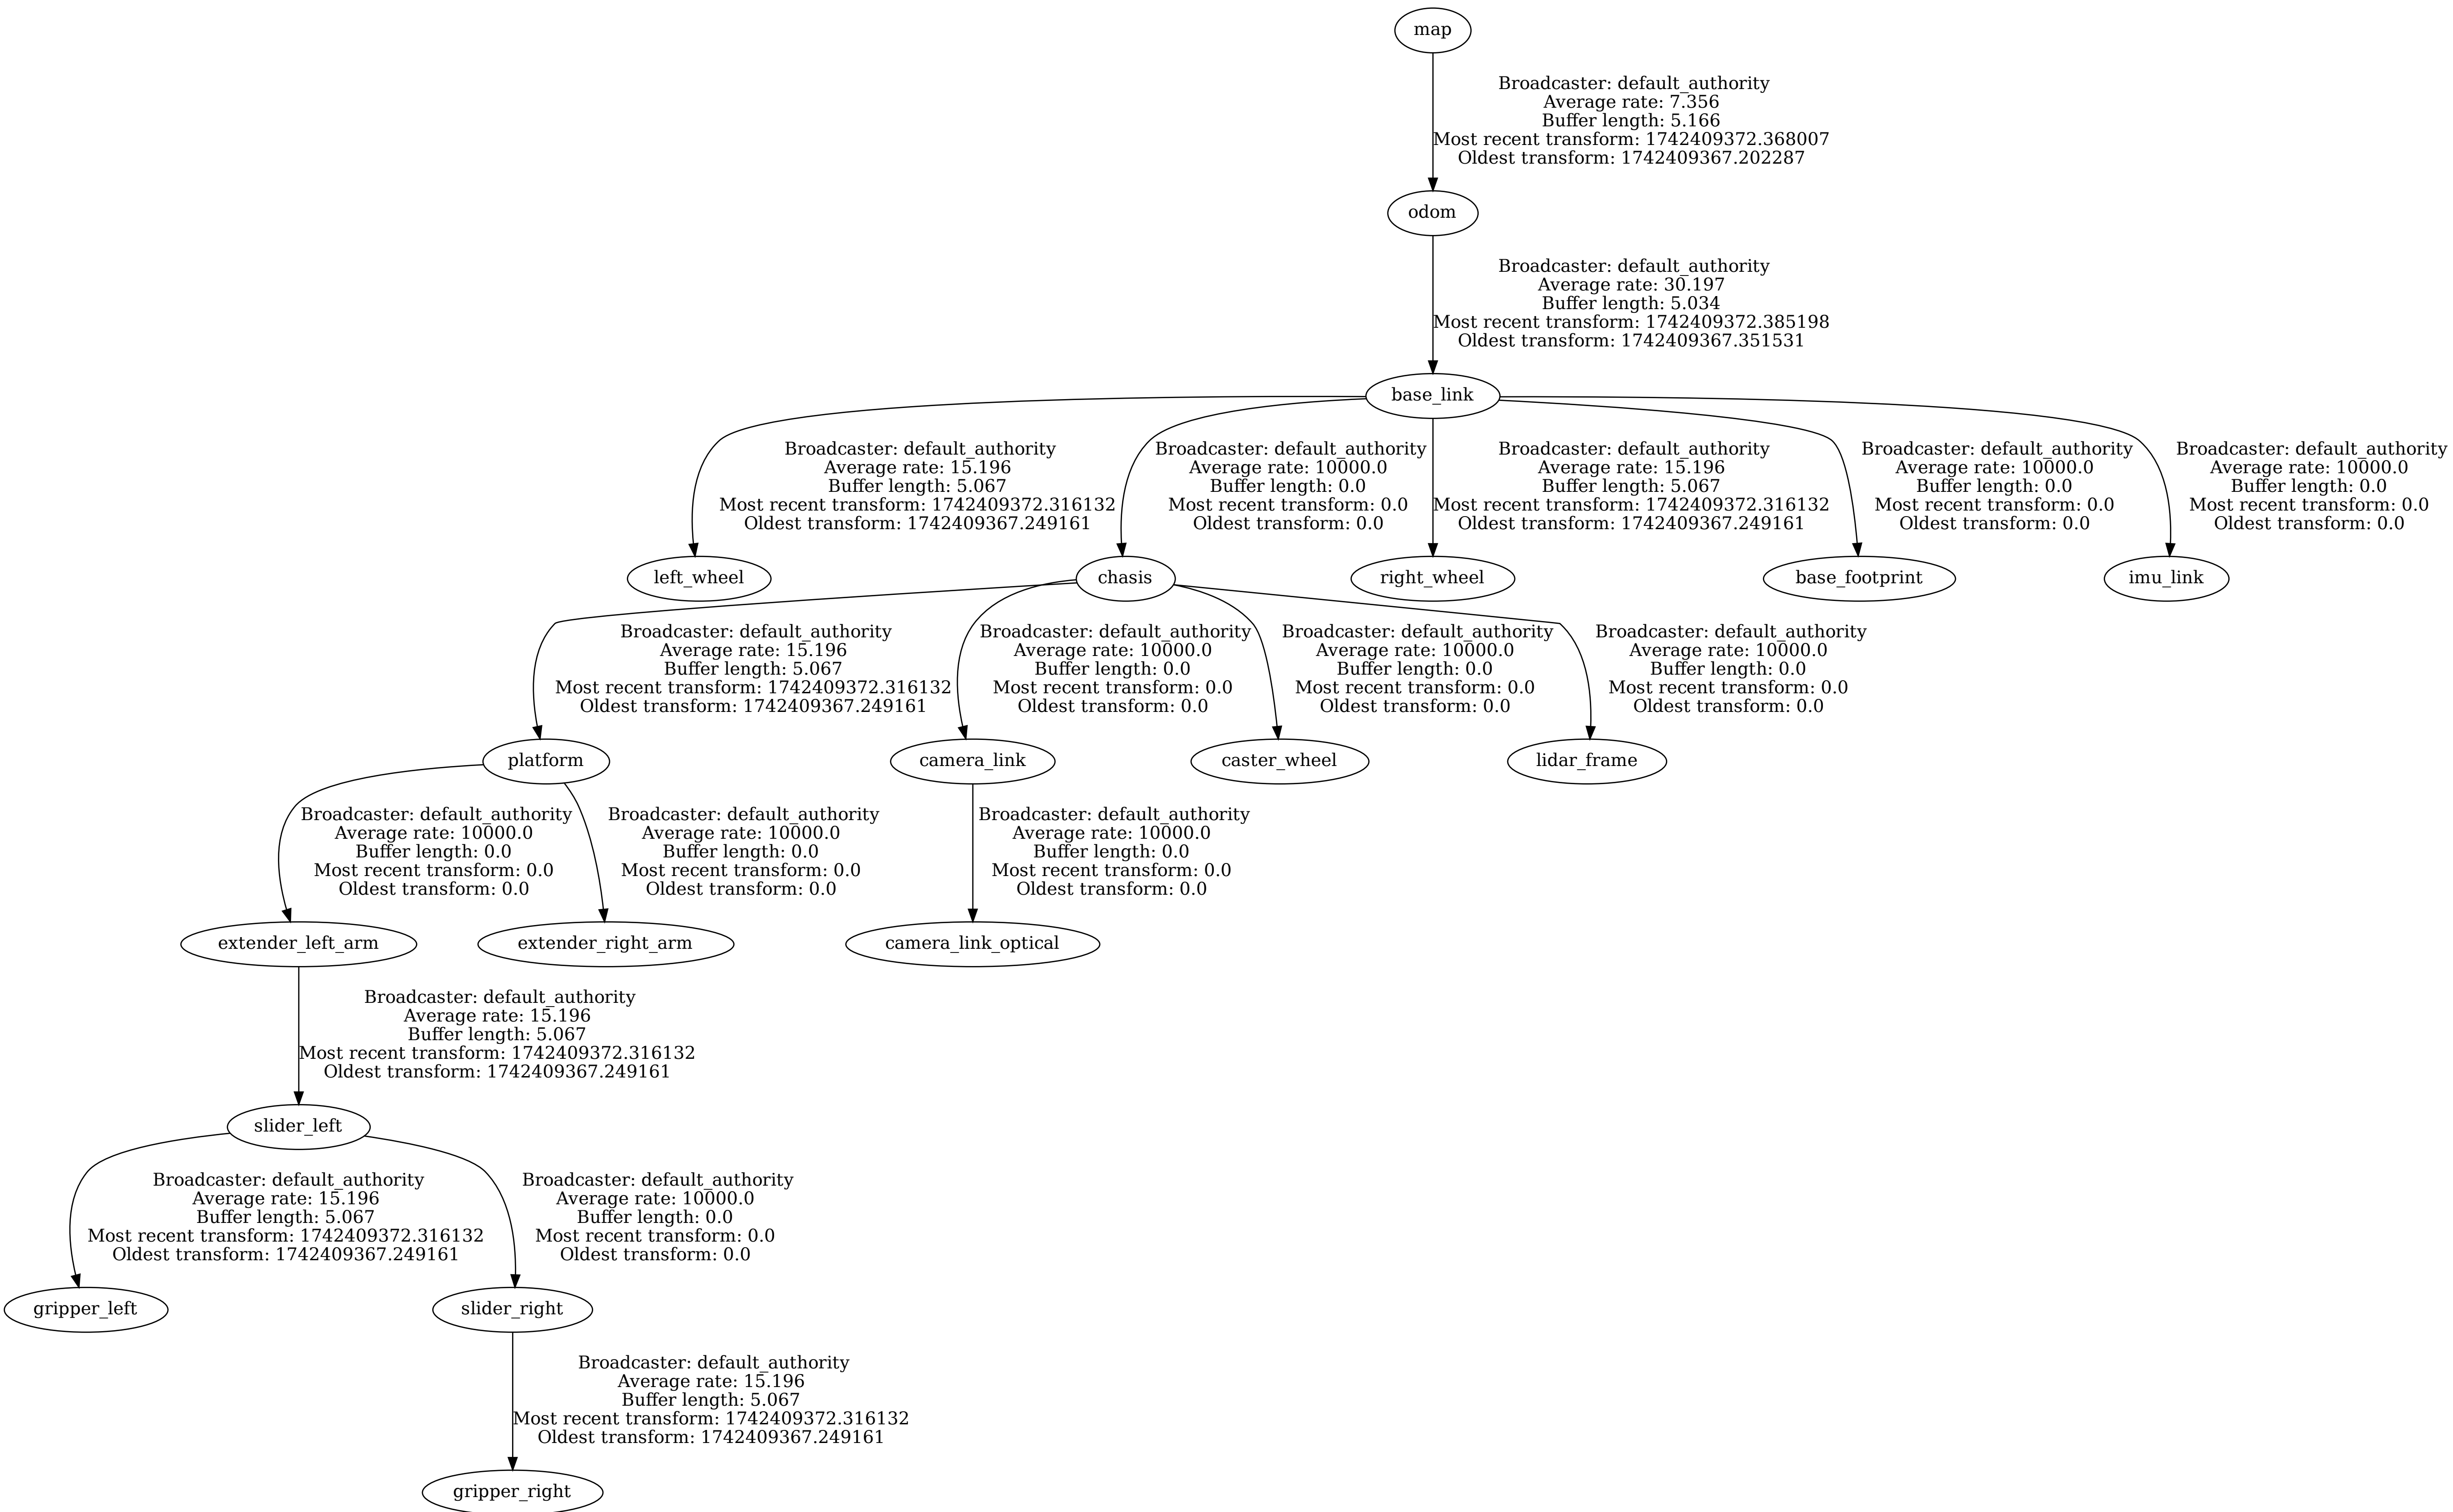 map
Broadcaster: default_authority
Average rate: 7.356
Buffer length: 5.166
Most recent transform: 1742409372.368007
Oldest transform: 1742409367.202287
odom
Broadcaster: default_authority
Average rate: 30.197
Buffer length: 5.034
Most recent transform: 1742409372.385198
Oldest transform: 1742409367.351531
base_link
Broadcaster: default_authority
Average rate: 15.196
Buffer length: 5.067
Most recent transform: 1742409372.316132
Oldest transform: 1742409367.249161
Broadcaster: default_authority
Average rate: 10000.0
Buffer length: 0.0
Most recent transform: 0.0
Oldest transform: 0.0
Broadcaster: default_authority
Average rate: 15.196
Buffer length: 5.067
Most recent transform: 1742409372.316132
Oldest transform: 1742409367.249161
Broadcaster: default_authority
Average rate: 10000.0
Buffer length: 0.0
Most recent transform: 0.0
Oldest transform: 0.0
Broadcaster: default_authority
Average rate: 10000.0
Buffer length: 0.0
Most recent transform: 0.0
Oldest transform: 0.0
left_wheel
chasis
right_wheel
base_footprint
imu_link
Broadcaster: default_authority
Average rate: 15.196
Buffer length: 5.067
Most recent transform: 1742409372.316132
Oldest transform: 1742409367.249161
Broadcaster: default_authority
Average rate: 10000.0
Buffer length: 0.0
Most recent transform: 0.0
Oldest transform: 0.0
Broadcaster: default_authority
Average rate: 10000.0
Buffer length: 0.0
Most recent transform: 0.0
Oldest transform: 0.0
Broadcaster: default_authority
Average rate: 10000.0
Buffer length: 0.0
Most recent transform: 0.0
Oldest transform: 0.0
platform
camera_link
caster_wheel
lidar_frame
Broadcaster: default_authority
Average rate: 10000.0
Buffer length: 0.0
Most recent transform: 0.0
Oldest transform: 0.0
Broadcaster: default_authority
Average rate: 10000.0
Buffer length: 0.0
Most recent transform: 0.0
Oldest transform: 0.0
Broadcaster: default_authority
Average rate: 10000.0
Buffer length: 0.0
Most recent transform: 0.0
Oldest transform: 0.0
extender_left_arm
extender_right_arm
camera_link_optical
Broadcaster: default_authority
Average rate: 15.196
Buffer length: 5.067
Most recent transform: 1742409372.316132
Oldest transform: 1742409367.249161
slider_left
Broadcaster: default_authority
Average rate: 15.196
Buffer length: 5.067
Most recent transform: 1742409372.316132
Oldest transform: 1742409367.249161
Broadcaster: default_authority
Average rate: 10000.0
Buffer length: 0.0
Most recent transform: 0.0
Oldest transform: 0.0
gripper_left
slider_right
Broadcaster: default_authority
Average rate: 15.196
Buffer length: 5.067
Most recent transform: 1742409372.316132
Oldest transform: 1742409367.249161
gripper_right